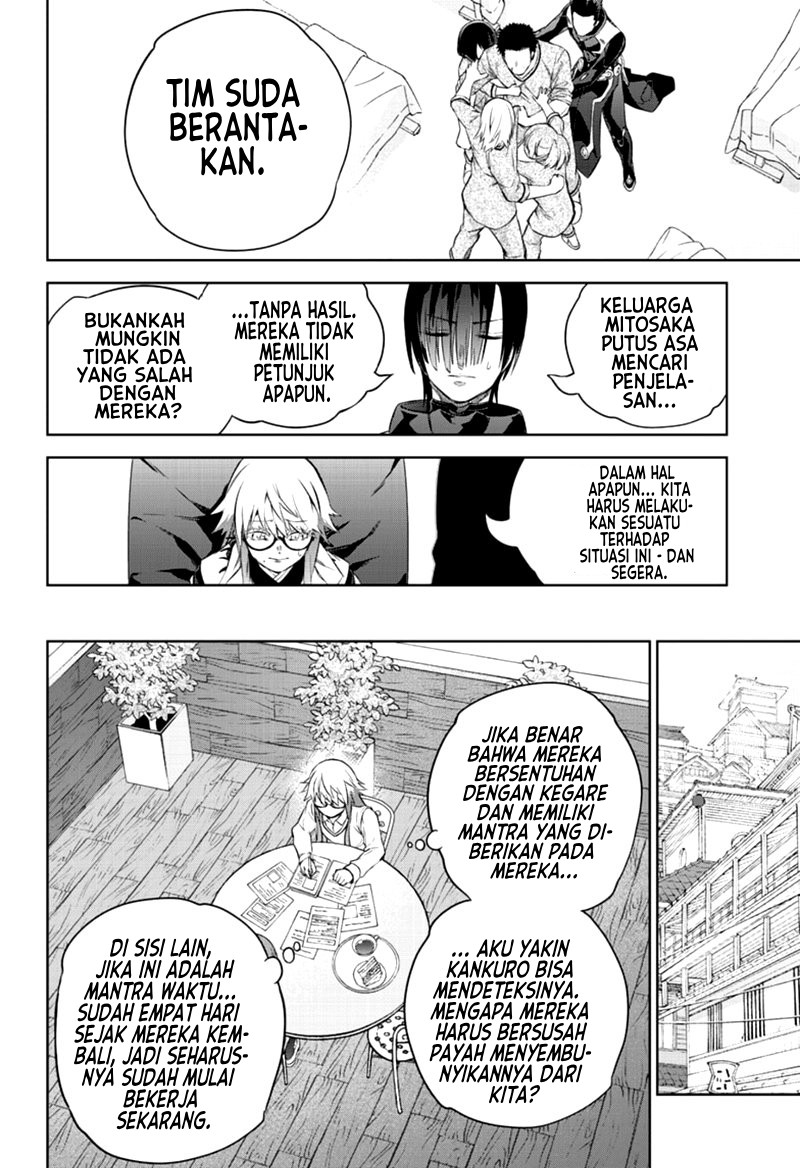 TIM SUDA
BERANTA-
KAN.
KELUARGA
MITOSAKA
PUTUS ASA
MENCARI
PENJELA-
SAN...
...TANPA HASIL.
MEREKA TIDAK
MEMILIKI
PETUNJUK
APAPUN.
BUKANKAH
MUNGKIN
TIDAK ADA
YANG SALAH
DENGAN
MEREKA?
DALAM HAL
APAPUN... KITA
HARUS MELAKU-
KAN SESUATU
TERHADAP
SITUASI INI - DAN
SEGERA.
JIKA BENAR
BAHWA MEREKA
BERSENTUHAN
DENGAN KEGARE
DAN MEMILIKI
MANTRA YANG DI-
BERIKAN PADA
MEREKA...
... AKU YAKIN
KANKURO BISA
MENDETEKSINYA.
MENGAPA MEREKA
HARUS BERSUSAH
PAYAH MENYEMBU-
NYIKANNYA DARI
KITA?
DI SISI LAIN,
JIKA INI ADALAH
MANTRA WAKTU...
SUDAH EMPAT HARI
SEJAK MEREKA KEM-
BALI, JADI SEHARUS-
NYA SUDAH MULAI
BEKERJA
SEKARANG.